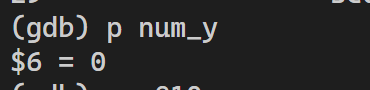 (gdb) p num_y
$6 = 0